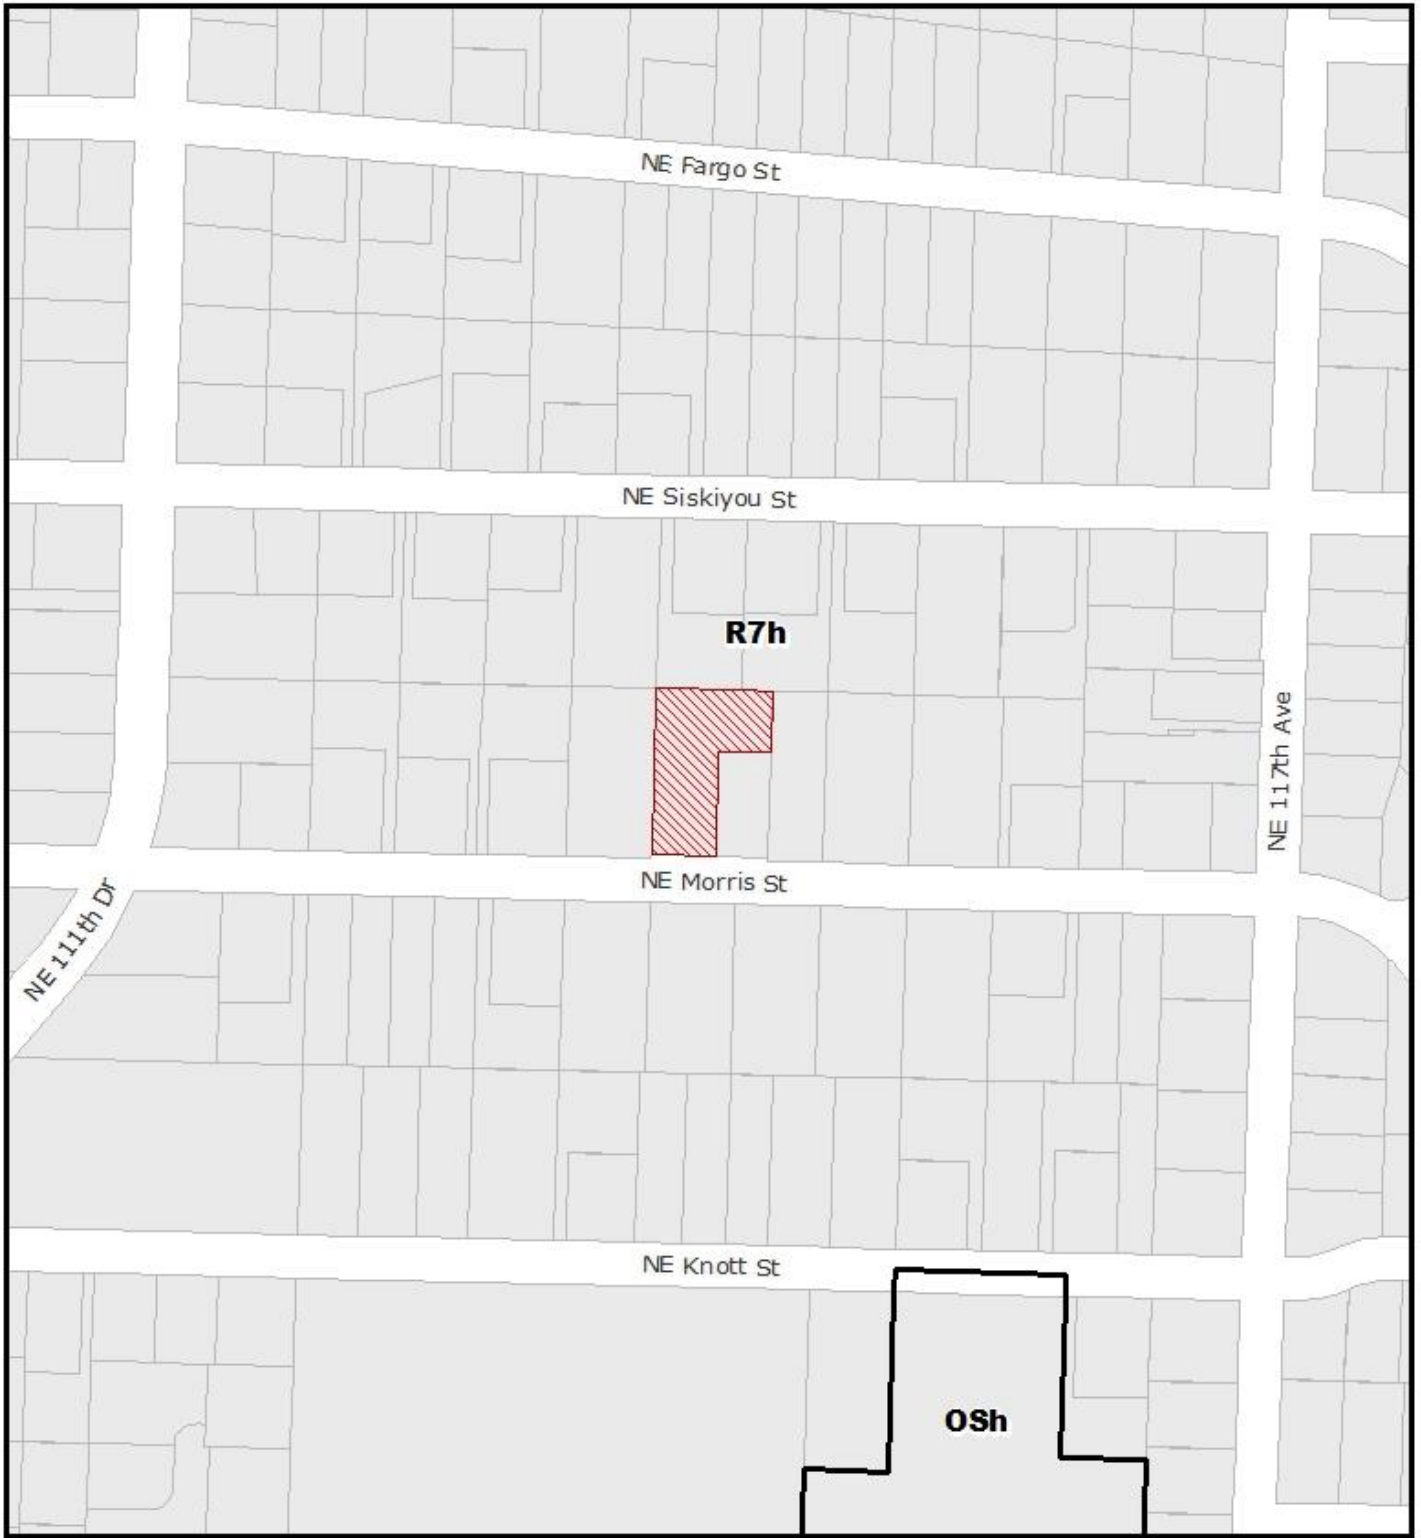 NE Fargo St
NE Siskiyou St
R7h
NE 117th Ave
NE Morris St
NE 111th Dr
NE Knott St
OSh